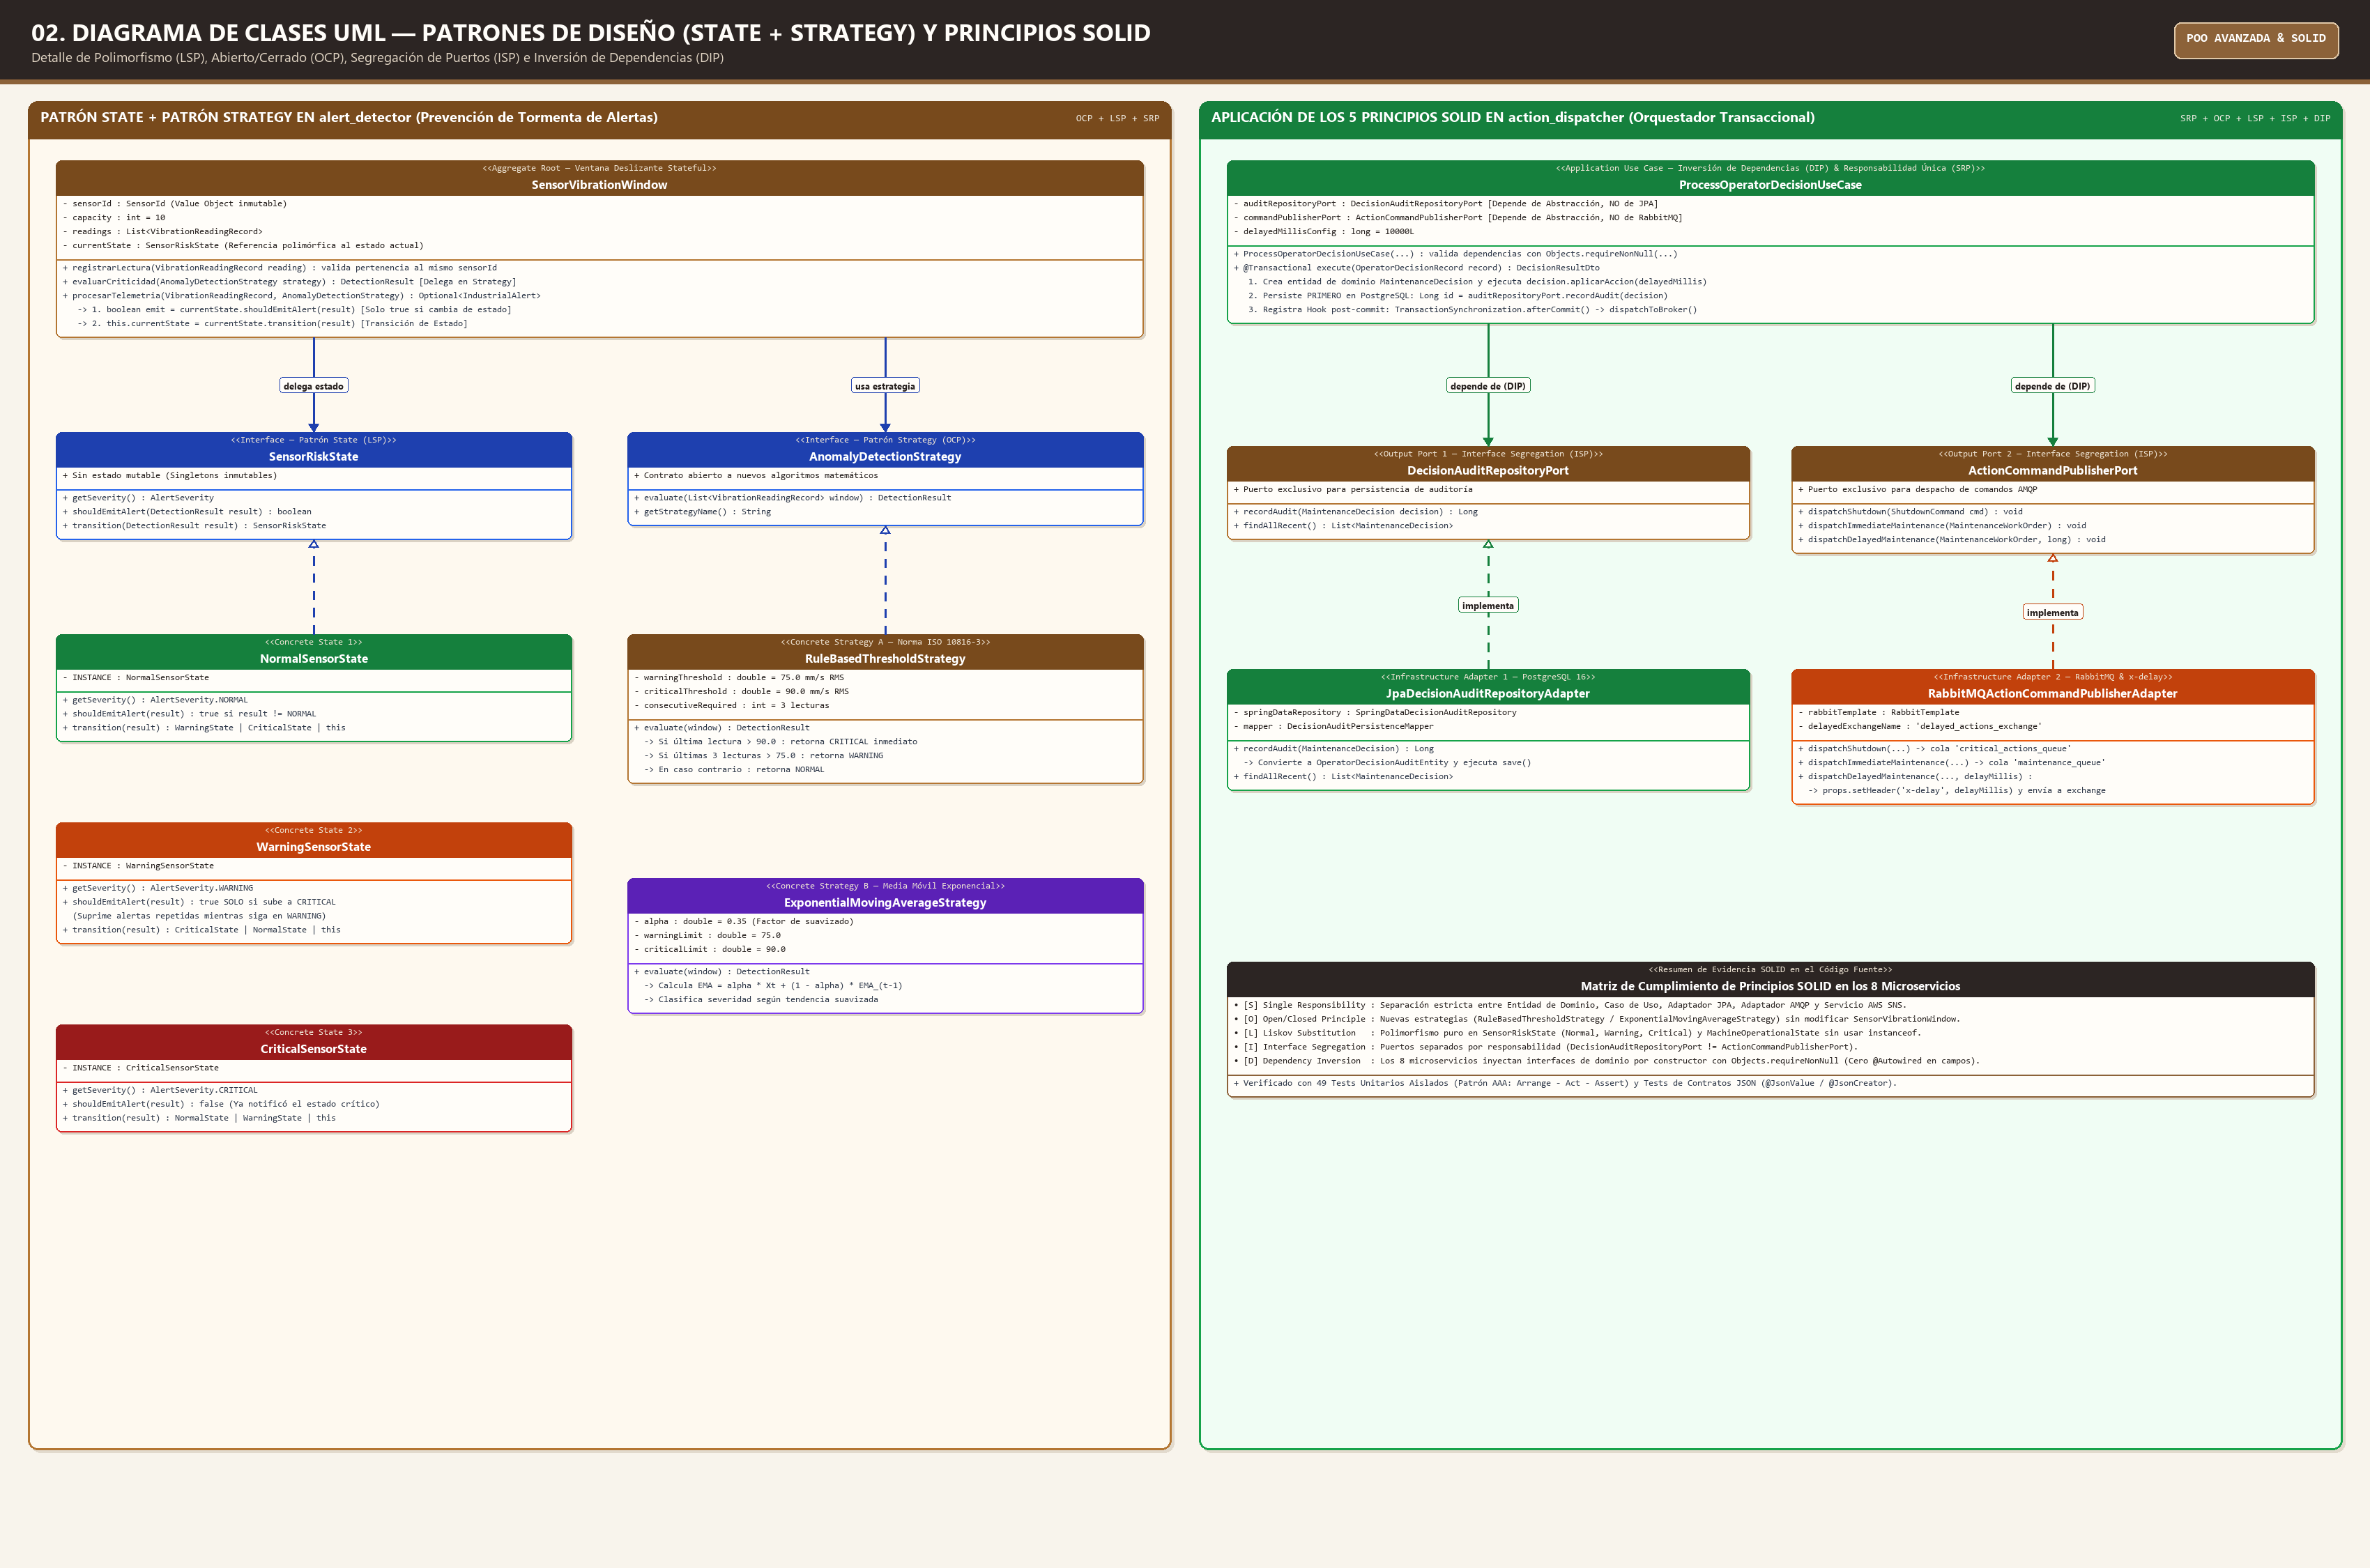 02. DIAGRAMA DE CLASES UML — PATRONES DE DISEÑO (STATE + STRATEGY) Y PRINCIPIOS SOLID
Detalle de Polimorfismo (LSP), Abierto/Cerrado (OCP), Segregación de Puertos (ISP) e Inversión de Dependencias (DIP)
POO AVANZADA & SOLID
PATRÓN STATE + PATRÓN STRATEGY EN alert_detector (Prevención de Tormenta de Alertas)
OCP + LSP + SRP
<<Aggregate Root — Ventana Deslizante Stateful>>
SensorVibrationWindow
- sensorId : SensorId (Value Object inmutable)
- capacity : int = 10
- readings : List<VibrationReadingRecord>
- currentState : SensorRiskState (Referencia polimórfica al estado actual)
+ registrarLectura(VibrationReadingRecord reading) : valida pertenencia al mismo sensorId
+ evaluarCriticidad(AnomalyDetectionStrategy strategy) : DetectionResult [Delega en Strategy]
+ procesarTelemetria(VibrationReadingRecord, AnomalyDetectionStrategy) : Optional<IndustrialAlert>
-> 1. boolean emit = currentState.shouldEmitAlert(result) [Solo true si cambia de estado]
-> 2. this.currentState = currentState.transition(result) [Transición de Estado]
delega estado
usa estrategia
<<Interface — Patrón State (LSP)>>
SensorRiskState
+ Sin estado mutable (Singletons inmutables)
+ getSeverity() : AlertSeverity
+ shouldEmitAlert(DetectionResult result) : boolean
+ transition(DetectionResult result) : SensorRiskState
<<Interface — Patrón Strategy (OCP)>>
AnomalyDetectionStrategy
+ Contrato abierto a nuevos algoritmos matemáticos
+ evaluate(List<VibrationReadingRecord> window) : DetectionResult
+ getStrategyName() : String
<<Concrete State 1>>
NormalSensorState
- INSTANCE : NormalSensorState
+ getSeverity() : AlertSeverity.NORMAL
+ shouldEmitAlert(result) : true si result != NORMAL
+ transition(result) : WarningState | CriticalState | this
<<Concrete Strategy A — Norma ISO 10816-3>>
RuleBasedThresholdStrategy
- warningThreshold : double = 75.0 mm/s RMS
- criticalThreshold : double = 90.0 mm/s RMS
- consecutiveRequired : int = 3 lecturas
+ evaluate(window) : DetectionResult
-> Si última lectura > 90.0 : retorna CRITICAL inmediato
-> Si últimas 3 lecturas > 75.0 : retorna WARNING
-> En caso contrario : retorna NORMAL
<<Concrete State 2>>
WarningSensorState
- INSTANCE : WarningSensorState
+ getSeverity() : AlertSeverity.WARNING
+ shouldEmitAlert(result) : true SOLO si sube a CRITICAL
(Suprime alertas repetidas mientras siga en WARNING)
+ transition(result) : CriticalState | NormalState | this
<<Concrete Strategy B — Media Móvil Exponencial>>
ExponentialMovingAverageStrategy
- alpha : double = 0.35 (Factor de suavizado)
- warningLimit : double = 75.0
- criticalLimit : double = 90.0
+ evaluate(window) : DetectionResult
-> Calcula EMA = alpha * Xt + (1 - alpha) * EMA_(t-1)
-> Clasifica severidad según tendencia suavizada
<<Concrete State 3>>
CriticalSensorState
- INSTANCE : CriticalSensorState
+ getSeverity() : AlertSeverity.CRITICAL
+ shouldEmitAlert(result) : false (Ya notificó el estado crítico)
+ transition(result) : NormalState | WarningState | this
APLICACIÓN DE LOS 5 PRINCIPIOS SOLID EN action_dispatcher (Orquestador Transaccional)
SRP + OCP + LSP + ISP + DIP
<<Application Use Case — Inversión de Dependencias (DIP) & Responsabilidad Única (SRP)>>
ProcessOperatorDecisionUseCase
- auditRepositoryPort : DecisionAuditRepositoryPort [Depende de Abstracción, NO de JPA]
- commandPublisherPort : ActionCommandPublisherPort [Depende de Abstracción, NO de RabbitMQ]
- delayedMillisConfig : long = 10000L
+ ProcessOperatorDecisionUseCase(...) : valida dependencias con Objects.requireNonNull(...)
+ @Transactional execute(OperatorDecisionRecord record) : DecisionResultDto
1. Crea entidad de dominio MaintenanceDecision y ejecuta decision.aplicarAccion(delayedMillis)
2. Persiste PRIMERO en PostgreSQL: Long id = auditRepositoryPort.recordAudit(decision)
3. Registra Hook post-commit: TransactionSynchronization.afterCommit() -> dispatchToBroker()
depende de (DIP)
depende de (DIP)
<<Output Port 1 — Interface Segregation (ISP)>>
DecisionAuditRepositoryPort
+ Puerto exclusivo para persistencia de auditoría
+ recordAudit(MaintenanceDecision decision) : Long
+ findAllRecent() : List<MaintenanceDecision>
<<Output Port 2 — Interface Segregation (ISP)>>
ActionCommandPublisherPort
+ Puerto exclusivo para despacho de comandos AMQP
+ dispatchShutdown(ShutdownCommand cmd) : void
+ dispatchImmediateMaintenance(MaintenanceWorkOrder) : void
+ dispatchDelayedMaintenance(MaintenanceWorkOrder, long) : void
implementa
implementa
<<Infrastructure Adapter 1 — PostgreSQL 16>>
JpaDecisionAuditRepositoryAdapter
- springDataRepository : SpringDataDecisionAuditRepository
- mapper : DecisionAuditPersistenceMapper
+ recordAudit(MaintenanceDecision) : Long
-> Convierte a OperatorDecisionAuditEntity y ejecuta save()
+ findAllRecent() : List<MaintenanceDecision>
<<Infrastructure Adapter 2 — RabbitMQ & x-delay>>
RabbitMQActionCommandPublisherAdapter
- rabbitTemplate : RabbitTemplate
- delayedExchangeName : 'delayed_actions_exchange'
+ dispatchShutdown(...) -> cola 'critical_actions_queue'
+ dispatchImmediateMaintenance(...) -> cola 'maintenance_queue'
+ dispatchDelayedMaintenance(..., delayMillis) :
-> props.setHeader('x-delay', delayMillis) y envía a exchange
<<Resumen de Evidencia SOLID en el Código Fuente>>
Matriz de Cumplimiento de Principios SOLID en los 8 Microservicios
• [S] Single Responsibility : Separación estricta entre Entidad de Dominio, Caso de Uso, Adaptador JPA, Adaptador AMQP y Servicio AWS SNS.
• [O] Open/Closed Principle : Nuevas estrategias (RuleBasedThresholdStrategy / ExponentialMovingAverageStrategy) sin modificar SensorVibrationWindow.
• [L] Liskov Substitution : Polimorfismo puro en SensorRiskState (Normal, Warning, Critical) y MachineOperationalState sin usar instanceof.
• [I] Interface Segregation : Puertos separados por responsabilidad (DecisionAuditRepositoryPort != ActionCommandPublisherPort).
• [D] Dependency Inversion : Los 8 microservicios inyectan interfaces de dominio por constructor con Objects.requireNonNull (Cero @Autowired en campos).
+ Verificado con 49 Tests Unitarios Aislados (Patrón AAA: Arrange - Act - Assert) y Tests de Contratos JSON (@JsonValue / @JsonCreator).